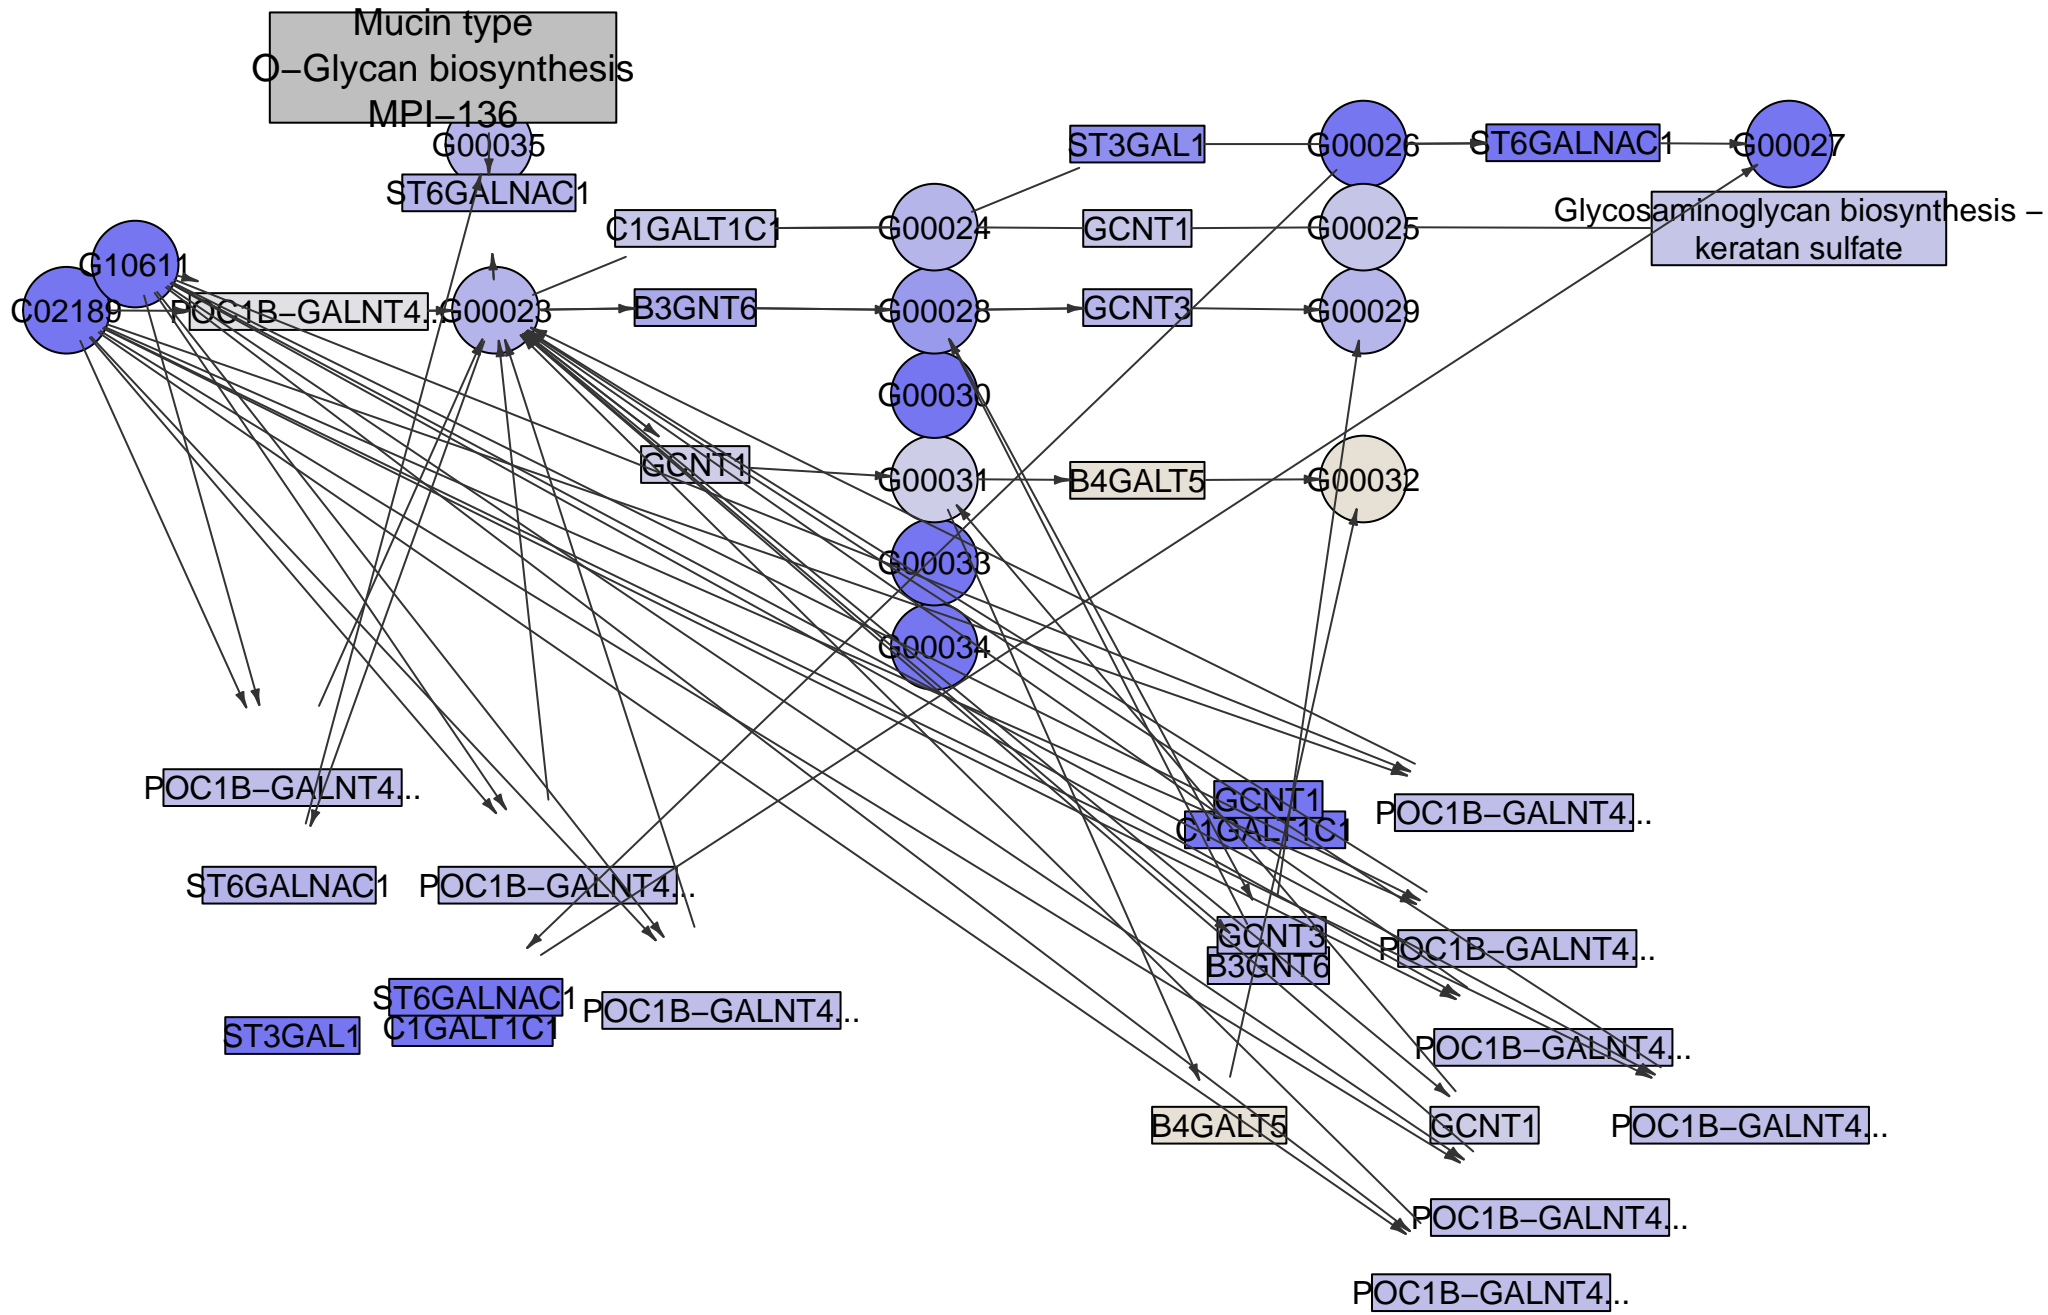 Mucin type
O−Glycan biosynthesis
MPI−136
G00035
ST6GALNAC1
ST3GAL1
G00026
ST6GALNAC1
G00027
C1GALT1C1
G00024
GCNT1
G00025
Glycosaminoglycan biosynthesis −
keratan sulfate
G10611
C02189
POC1B−GALNT4...
G00023
B3GNT6
G00028
GCNT3
G00029
G00030
GCNT1
G00031
B4GALT5
G00032
G00033
G00034
POC1B−GALNT4...
GCNT1
C1GALT1C1
POC1B−GALNT4...
ST6GALNAC1
POC1B−GALNT4...
GCNT3
B3GNT6
POC1B−GALNT4...
ST6GALNAC1
C1GALT1C1
ST3GAL1
POC1B−GALNT4...
POC1B−GALNT4...
B4GALT5
GCNT1
POC1B−GALNT4...
POC1B−GALNT4...
POC1B−GALNT4...